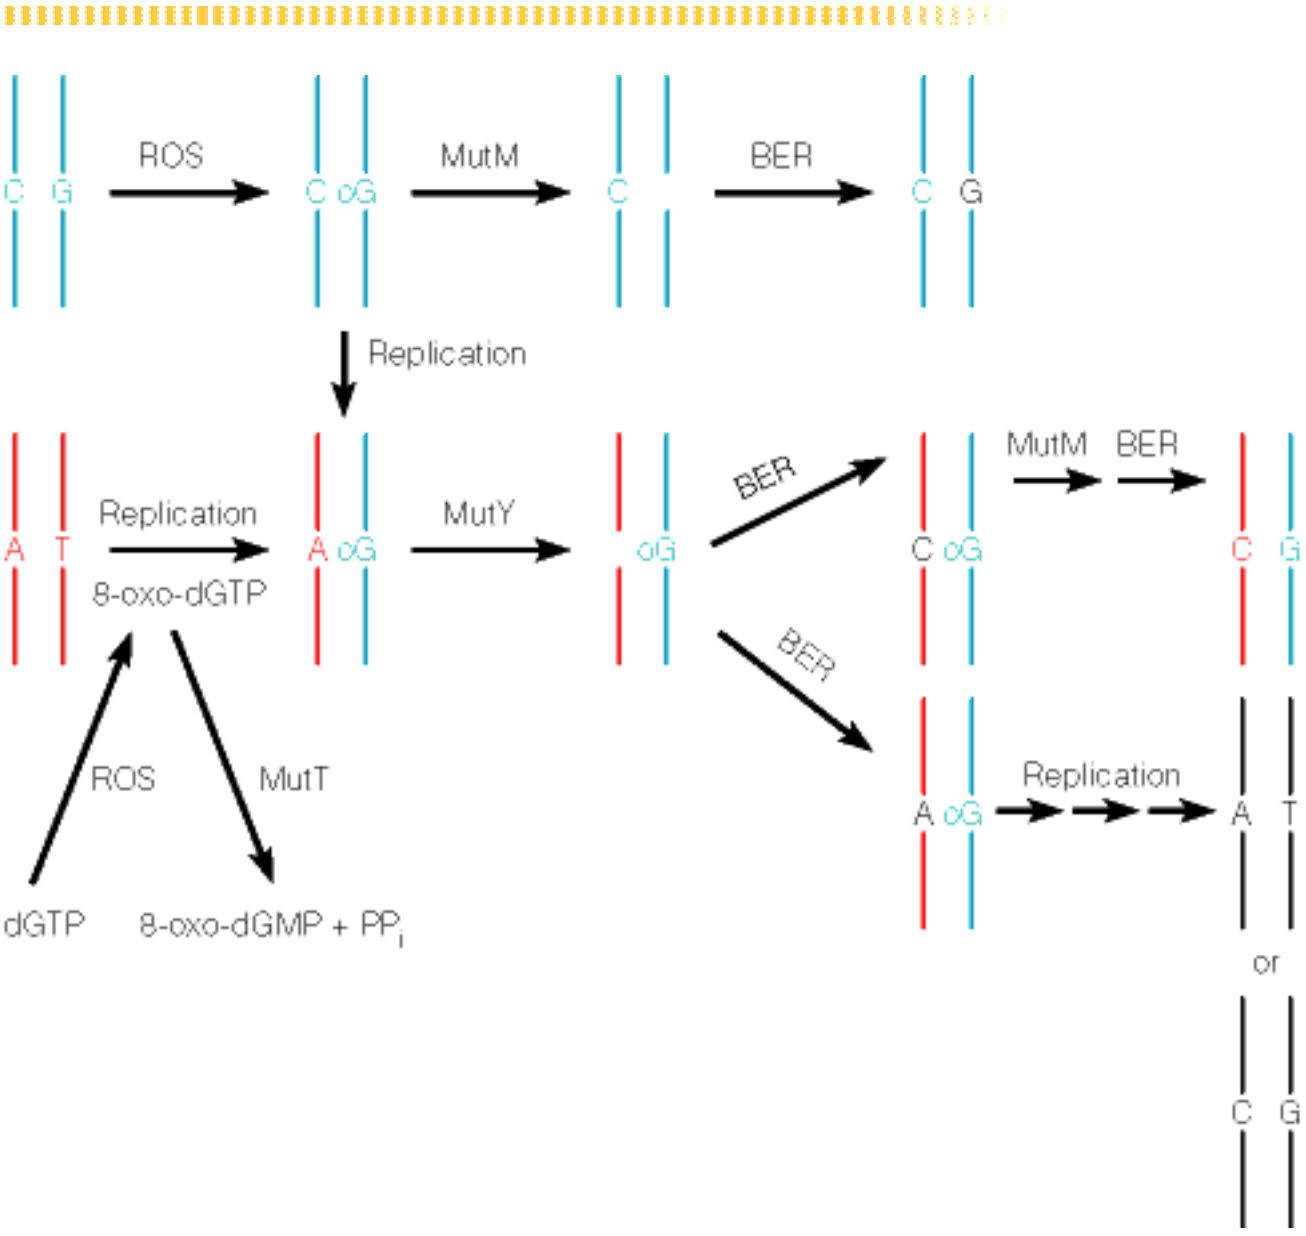 ROS MutM BER
C G C oG C C G
Replication
MutM BER
BER
Replication MutY
A T A oG oG C oG C G
8-oxo-dGTP
BER
ROS MutT Replication
A oG A T
dGTP 8-oxo-dGMP + PPi
or
C G